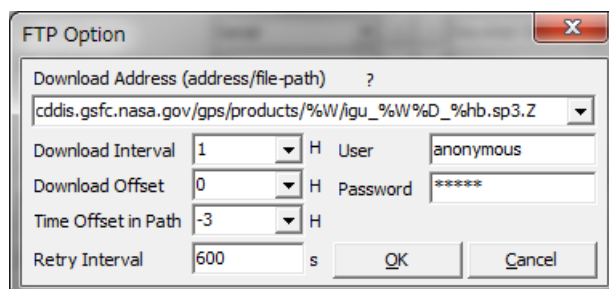 FTP Option
X
Download Address (address/file-path) ?
cddis.gsfc.nasa.gov/gps/products/%W/igu_%W%D_%hb.sp3.Z
Download Interval 1 H User anonymous
Download Offset 0 H Password *****
Time Offset in Path -3 H
Retry Interval 600 s OK Cancel